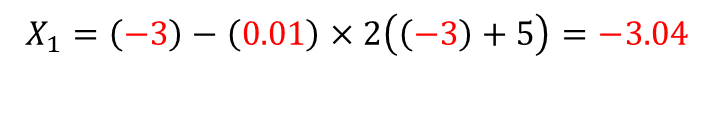 X₁ = (−3) − (0.01) × 2((−3) + 5) = −3.04